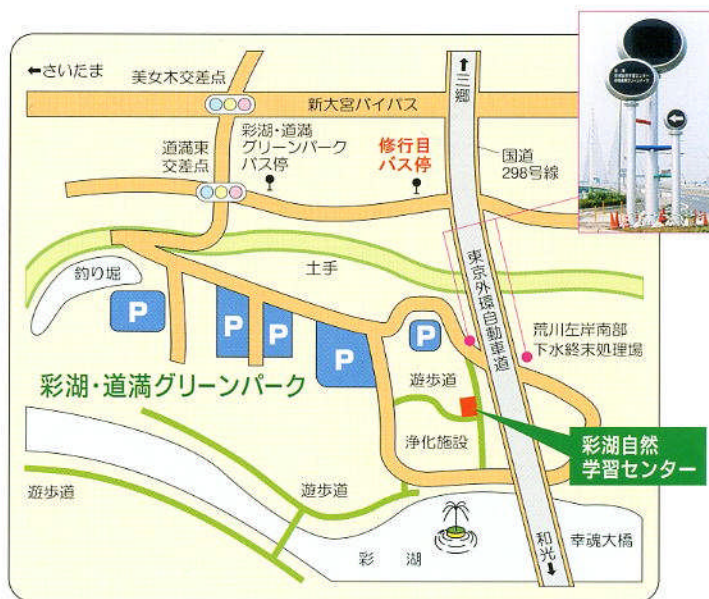 ←さいたま
美女木交差点
↑
三郷
新大宮バイパス
道満東
交差点
彩湖・道満
グリーンパーク
バス停
修行目
バス停
国道
298号線
釣り堀
土手
東京外環自動車道
荒川左岸南部
下水終末処理場
P
P
P
P
P
遊歩道
彩湖・道満グリーンパーク
浄化施設
彩湖自然
学習センター
遊歩道
遊歩道
彩湖
和光
↓
幸魂大橋
←